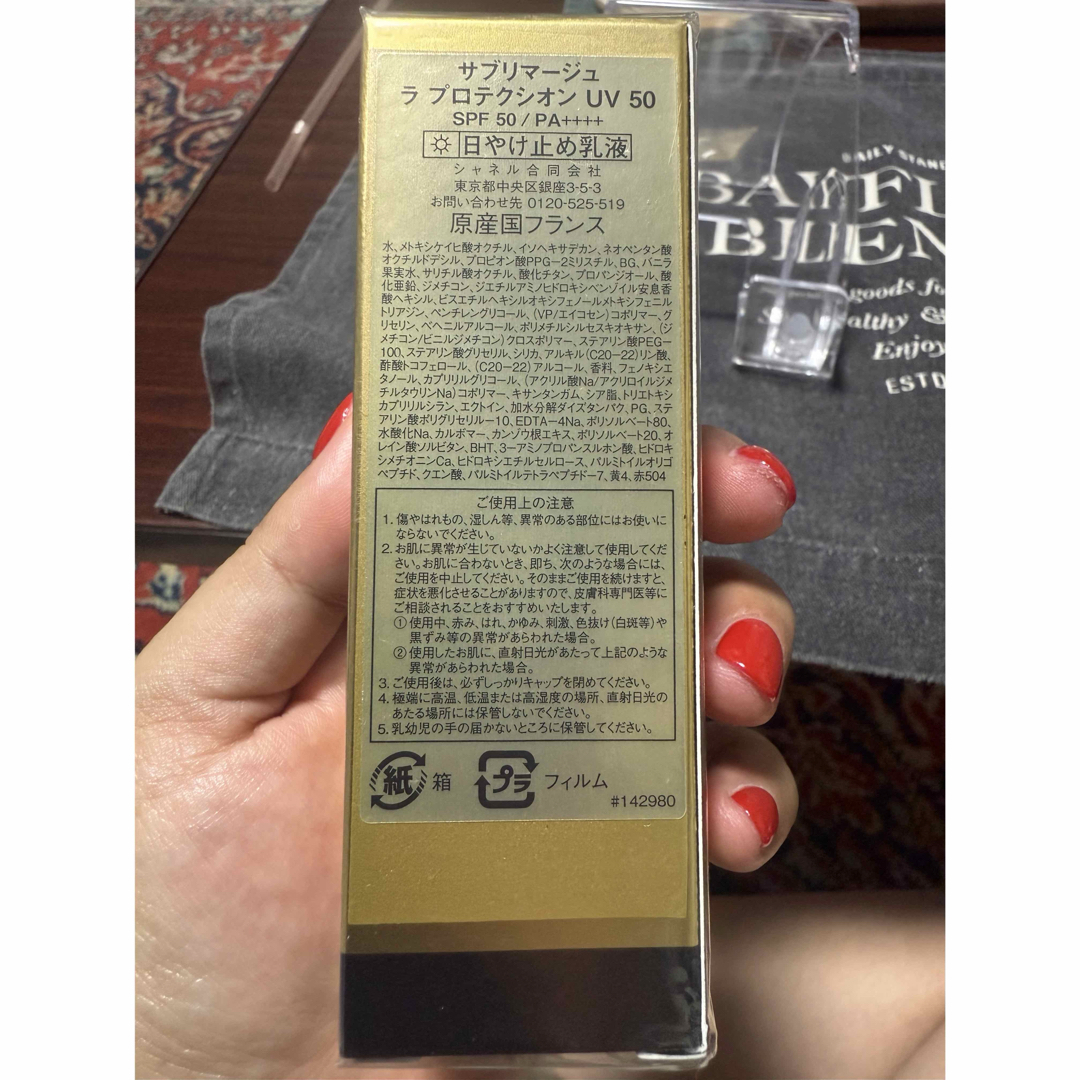 サブリマージュ
ラ プロテクシオン UV 50
SPF 50 / PA++++
日やけ止め乳液
シャネル合同会社
東京都中央区銀座3-5-3
お問い合わせ先 0120-525-519
原産国フランス
水、メトキシケイヒ酸オクチル、イソヘキサデカン、ネオペンタン酸
オクチルドデシル、プロピオン酸PPG-2ミリスチル、BG、バニラ
果実水、サリチル酸オクチル、酸化チタン、プロパンジオール、酸
化亜鉛、ジメチコン、ジエチルアミノヒドロキシベンゾイル安息香
酸ヘキシル、ビスエチルヘキシルオキシフェノールメトキシフェニル
トリアジン、ペンチレングリコール、(VP/エイコセン)コポリマー、グ
リセリン、ベヘニルアルコール、ポリメチルシルセスキオキサン、(ジ
メチコン/ビニルジメチコン)クロスポリマー、ステアリン酸PEG-
100、ステアリン酸グリセリル、シリカ、アルキル(C20-22)リン酸、
酢酸トコフェロール、(C20-22)アルコール、香料、フェノキシエ
タノール、カプリリルグリコール、(アクリル酸Na/アクリロイルジメ
チルタウリンNa)コポリマー、キサンタンガム、シア脂、トリエトキシ
カプリリルシラン、エクトイン、加水分解ダイズタンパク、PG、ステ
アリン酸ポリグリセリル-10、EDTA-4Na、ポリソルベート80、
水酸化Na、カルボマー、カンゾウ根エキス、ポリソルベート20、オ
レイン酸ソルビタン、BHT、3-アミノプロパンスルホン酸、ヒドロキ
シメチオニンCa、ヒドロキシエチルセルロース、パルミトイルオリゴ
ペプチド、クエン酸、パルミトイルテトラペプチド-7、黄4、赤504
ご使用上の注意
1. 傷やはれもの、湿しん等、異常のある部位にはお使いに
ならないでください。
2. お肌に異常が生じていないかよく注意して使用してくだ
さい。お肌に合わないとき、即ち、次のような場合には、
ご使用を中止してください。そのままご使用を続けますと、
症状を悪化させることがありますので、皮膚科専門医等に
ご相談されることをおすすめいたします。
① 使用中、赤み、はれ、かゆみ、刺激、色抜け(白斑等)や
黒ずみ等の異常があらわれた場合。
② 使用したお肌に、直射日光があたって上記のような
異常があらわれた場合。
3. ご使用後は、必ずしっかりキャップを閉めてください。
4. 極端に高温、低温または高湿度の場所、直射日光の
あたる場所には保管しないでください。
5. 乳幼児の手の届かないところに保管してください。
紙 箱 プラ フィルム
#142980
DAILY
BLEN
goods fo
&
Enjoy
ESTD